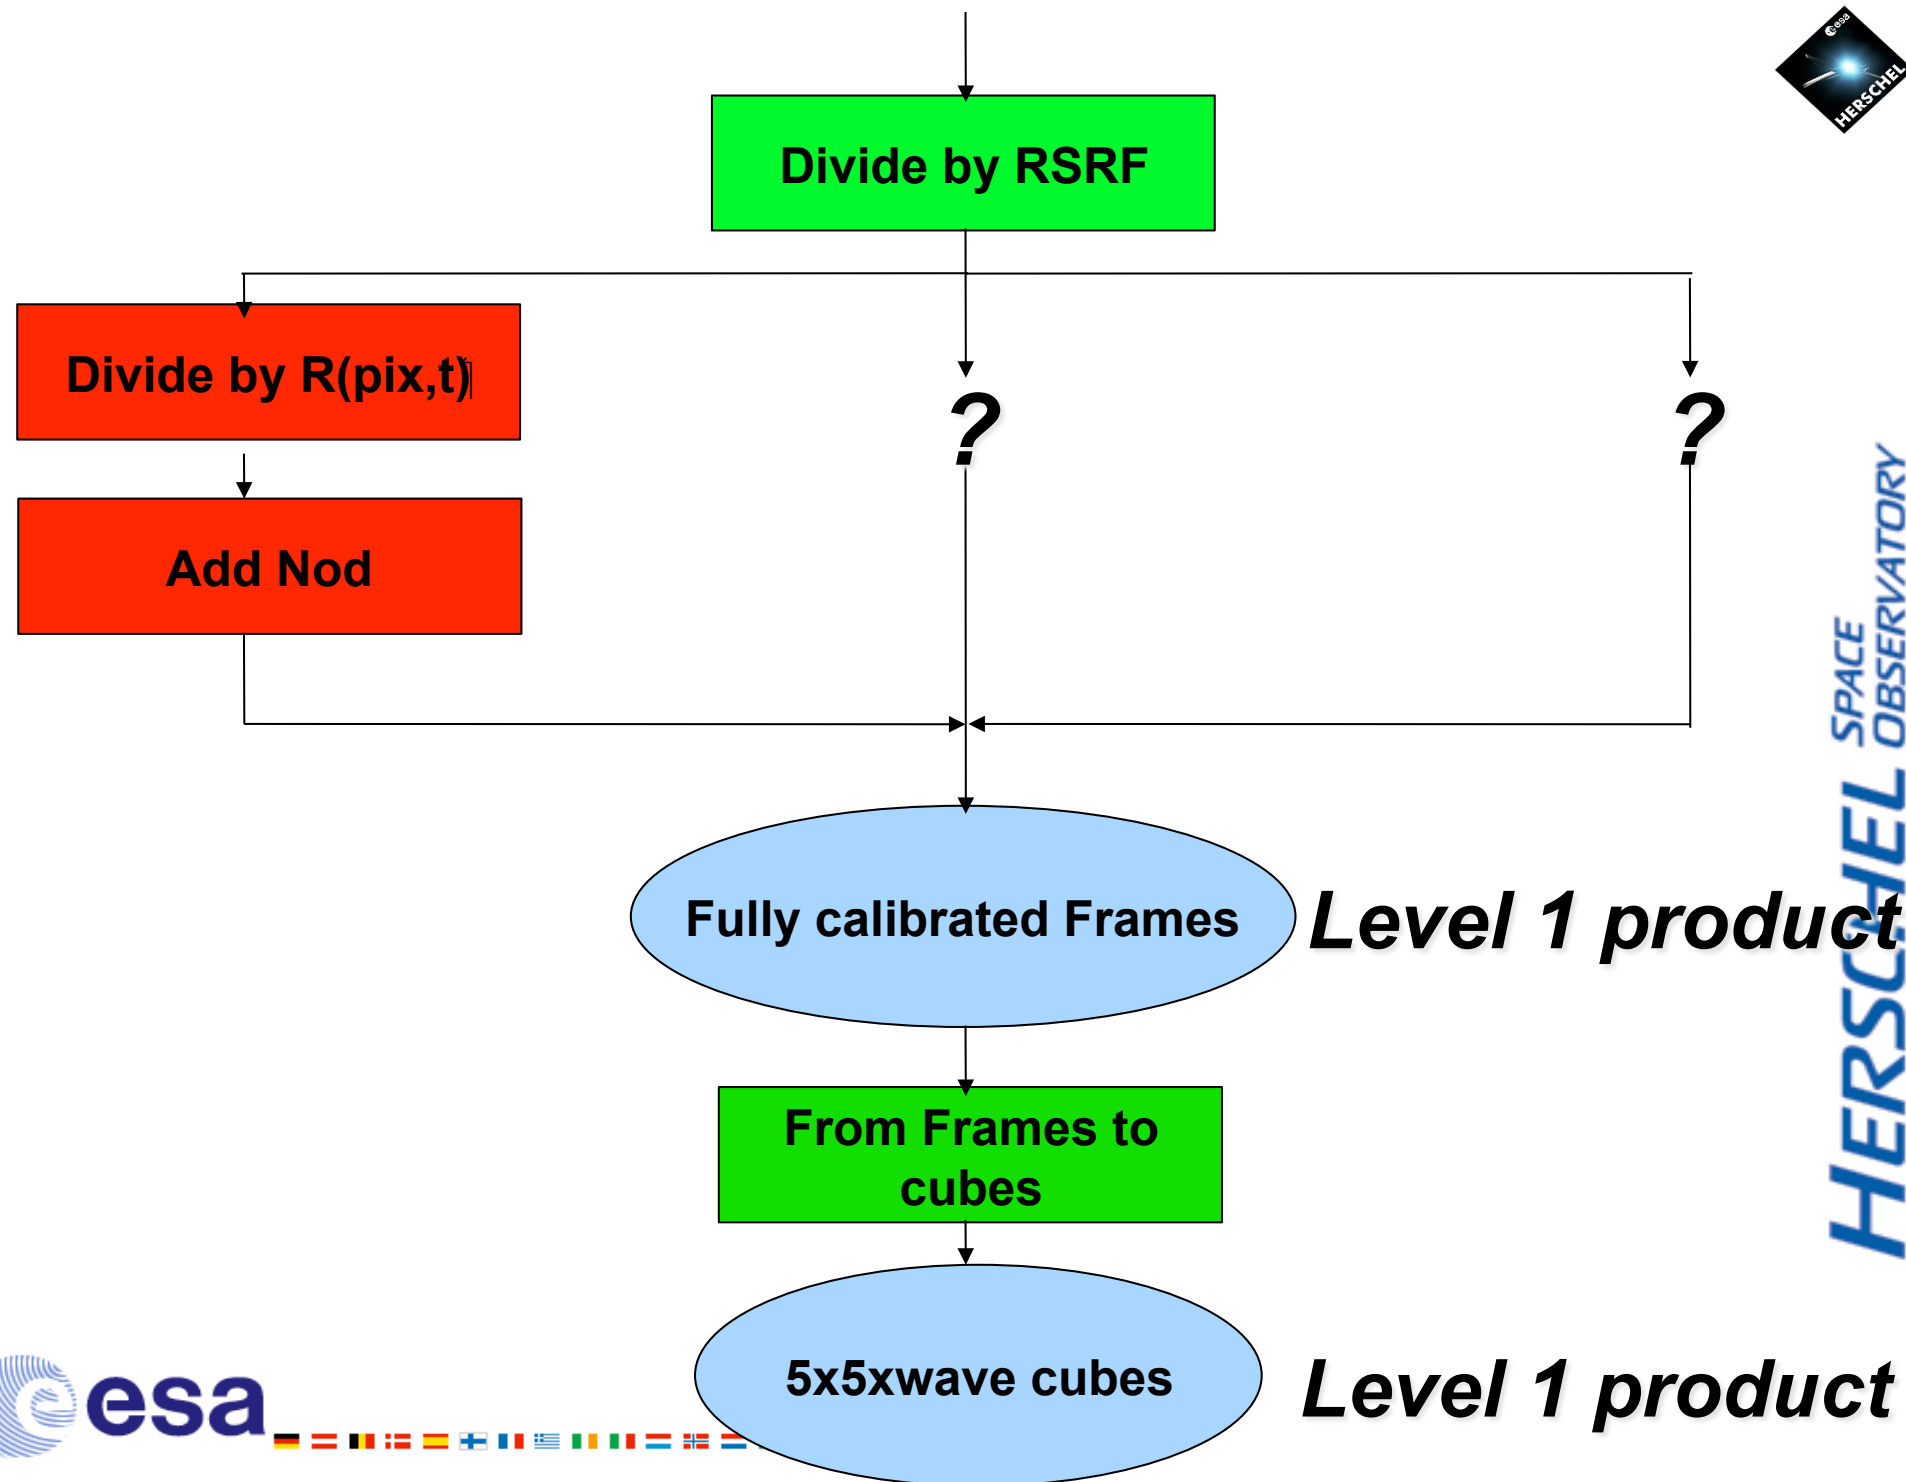 esa
HERSCHEL
Divide by RSRF
Divide by R(pix,t)
?
?
Add Nod
HERSCHEL SPACE OBSERVATORY
Fully calibrated Frames
Level 1 product
From Frames to
cubes
5x5xwave cubes
Level 1 product
esa